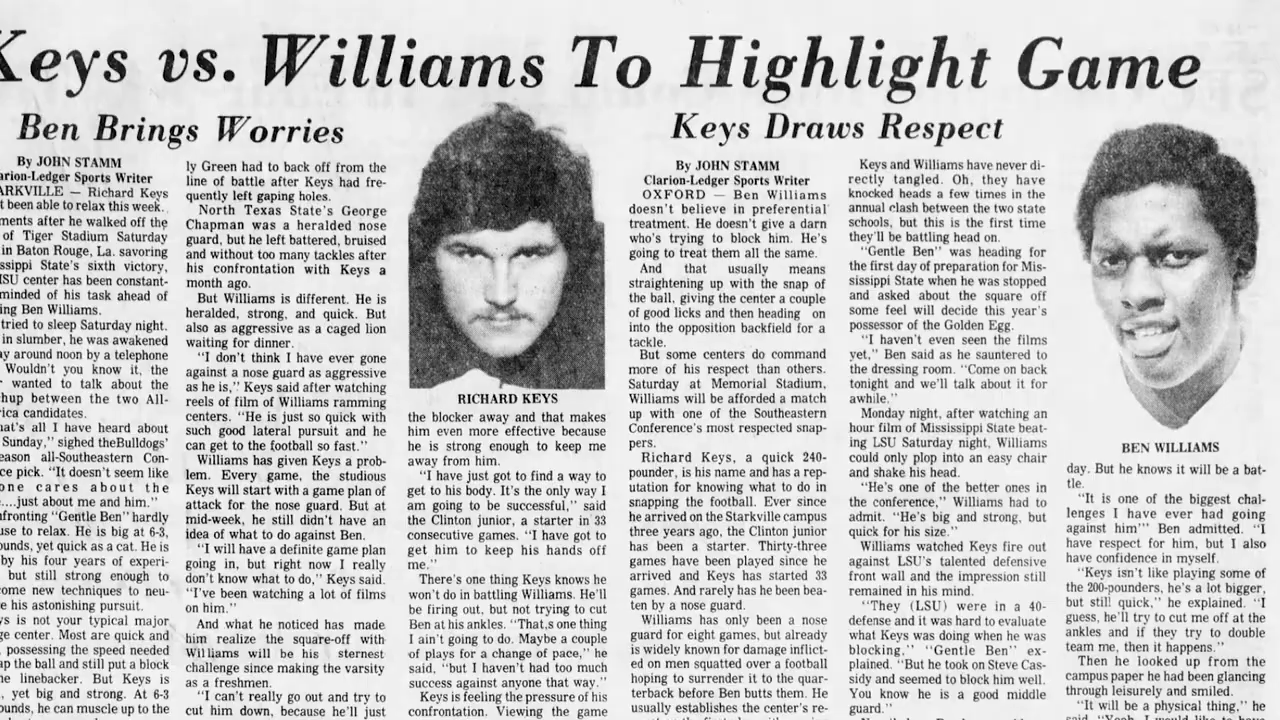 Keys vs. Williams To Highlight Game
Ben Brings Worries
By JOHN STAMM
arion-Ledger Sports Writer
ARKVILLE — Richard Keys
t been able to relax this week.
ments after he walked off the
of Tiger Stadium Saturday
in Baton Rouge, La. savoring
ssippi State's sixth victory,
MSU center has been constant-
minded of his task ahead of
ing Ben Williams.
tried to sleep Saturday night.
in slumber, he was awakened
ay around noon by a telephone
Wouldn't you know it, the
wanted to talk about the
hup between the two All-
rica candidates.
hat's all I have heard about
Sunday," sighed theBulldogs'
eason all-Southeastern Con-
ce pick. "It doesn't seem like
one cares about the
....just about me and him."
nfronting "Gentle Ben" hardly
use to relax. He is big at 6-3,
ounds, yet quick as a cat. He is
by his four years of experi-
but still strong enough to
come new techniques to neu-
e his astonishing pursuit.
ys is not your typical major
ge center. Most are quick and
possessing the speed needed
ap the ball and still put a block
he linebacker. But Keys is
, yet big and strong. At 6-3
ounds, he can muscle up to the
ly Green had to back off from the
line of battle after Keys had fre-
quently left gaping holes.
North Texas State's George
Chapman was a heralded nose
guard, but he left battered, bruised
and without too many tackles after
his confrontation with Keys a
month ago.
But Williams is different. He is
heralded, strong, and quick. But
also as aggressive as a caged lion
waiting for dinner.
"I don't think I have ever gone
against a nose guard as aggressive
as he is," Keys said after watching
reels of film of Williams ramming
centers. "He is just so quick with
such good lateral pursuit and he
can get to the football so fast."
Williams has given Keys a prob-
lem. Every game, the studious
Keys will start with a game plan of
attack for the nose guard. But at
mid-week, he still didn't have an
idea of what to do against Ben.
"I will have a definite game plan
going in, but right now I really
don't know what to do," Keys said.
"I've been watching a lot of films
on him."
And what he noticed has made
him realize the square-off with
Williams will be his sternest
challenge since making the varsity
as a freshmen.
"I can't really go out and try to
cut him down, because he'll just
RICHARD KEYS
the blocker away and that makes
him even more effective because
he is strong enough to keep me
away from him.
"I have just got to find a way to
get to his body. It's the only way I
am going to be successful," said
the Clinton junior, a starter in 33
consecutive games. "I have got to
get him to keep his hands off
me."
There's one thing Keys knows he
won't do in battling Williams. He'll
be firing out, but not trying to cut
Ben at his ankles. "That,s one thing
I ain't going to do. Maybe a couple
of plays for a change of pace," he
said, "but I haven't had too much
success against anyone that way."
Keys is feeling the pressure of his
confrontation. Viewing the game
Keys Draws Respect
By JOHN STAMM
Clarion-Ledger Sports Writer
OXFORD — Ben Williams
doesn't believe in preferential
treatment. He doesn't give a darn
who's trying to block him. He's
going to treat them all the same.
And that usually means
straightening up with the snap of
the ball, giving the center a couple
of good licks and then heading on
into the opposition backfield for a
tackle.
But some centers do command
more of his respect than others.
Saturday at Memorial Stadium,
Williams will be afforded a match
up with one of the Southeastern
Conference's most respected snap-
pers.
Richard Keys, a quick 240-
pounder, is his name and has a rep-
utation for knowing what to do in
snapping the football. Ever since
he arrived on the Starkville campus
three years ago, the Clinton junior
has been a starter. Thirty-three
games have been played since he
arrived and Keys has started 33
games. And rarely has he been bea-
ten by a nose guard.
Williams has only been a nose
guard for eight games, but already
is widely known for damage inflict-
ed on men squatted over a football
hoping to surrender it to the quar-
terback before Ben butts them. He
usually establishes the center's re-
Keys and Williams have never di-
rectly tangled. Oh, they have
knocked heads a few times in the
annual clash between the two state
schools, but this is the first time
they'll be battling head on.
"Gentle Ben" was heading for
the first day of preparation for Mis-
sissippi State when he was stopped
and asked about the square off
some feel will decide this year's
possessor of the Golden Egg.
"I haven't even seen the films
yet," Ben said as he sauntered to
the dressing room. "Come on back
tonight and we'll talk about it for
awhile."
Monday night, after watching an
hour film of Mississippi State beat-
ing LSU Saturday night, Williams
could only plop into an easy chair
and shake his head.
"He's one of the better ones in
the conference," Williams had to
admit. "He's big and strong, but
quick for his size."
Williams watched Keys fire out
against LSU's talented defensive
front wall and the impression still
remained in his mind.
"They (LSU) were in a 40-
defense and it was hard to evaluate
what Keys was doing when he was
blocking," "Gentle Ben" ex-
plained. "But he took on Steve Cas-
sidy and seemed to block him well.
You know he is a good middle
guard."
BEN WILLIAMS
day. But he knows it will be a bat-
tle.
"It is one of the biggest chal-
lenges I have ever had going
against him'" Ben admitted. "I
have respect for him, but I also
have confidence in myself.
"Keys isn't like playing some of
the 200-pounders, he's a lot bigger,
but still quick," he explained. "I
guess, he'll try to cut me off at the
ankles and if they try to double
team me, then it happens."
Then he looked up from the
campus paper he had been glancing
through leisurely and smiled.
"It will be a physical thing," he